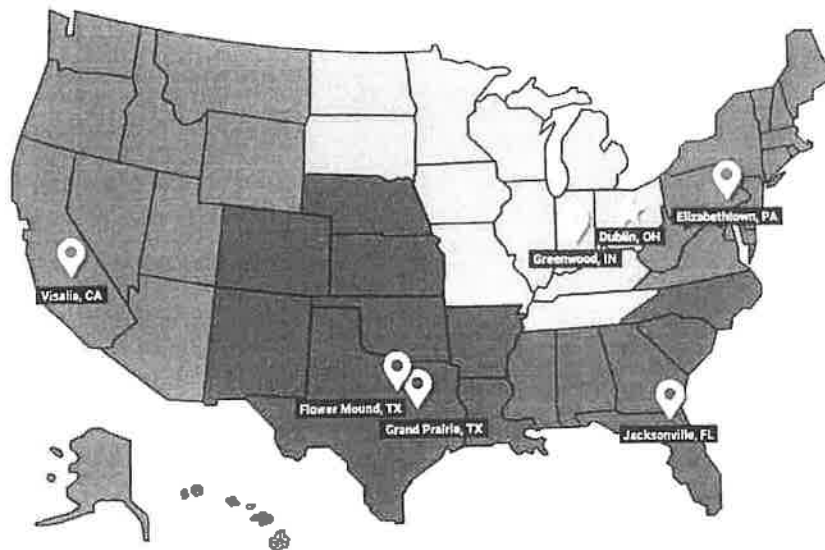 Elizabethtown, PA
Dublin, OH
Greenwood, IN
Visalia, CA
Flower Mound, TX
Grand Prairie, TX
Jacksonville, FL